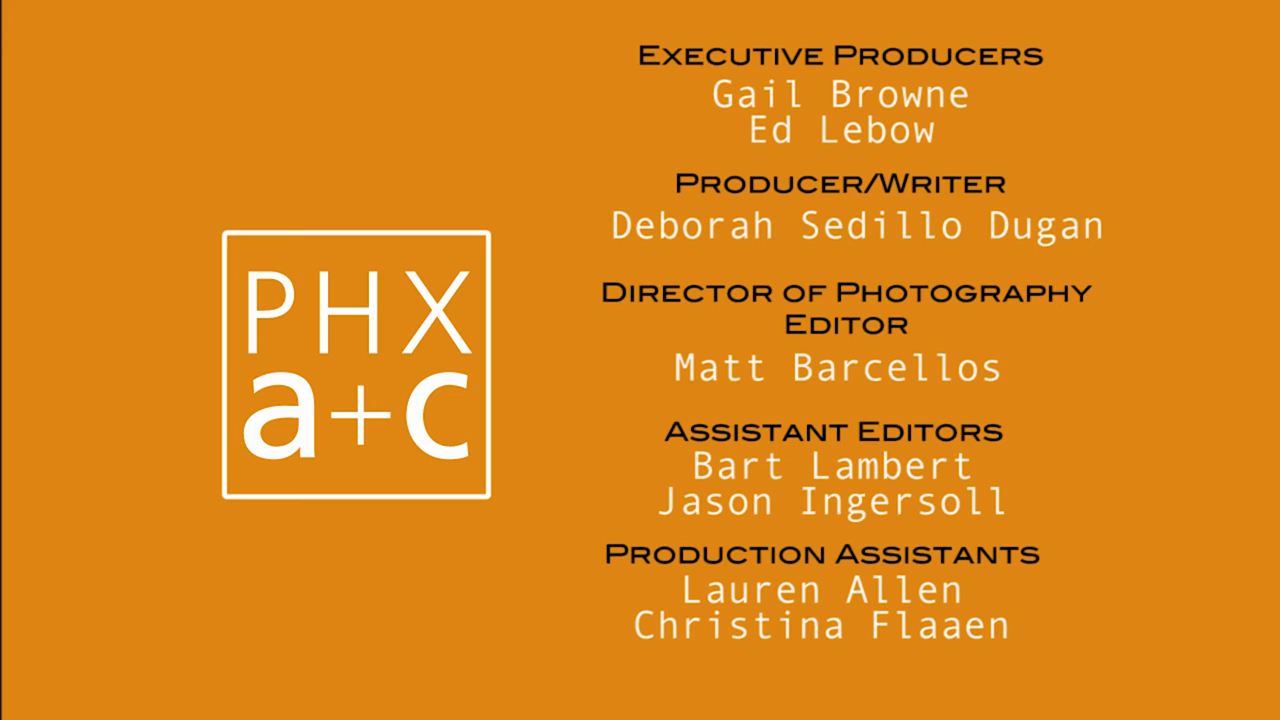 PHX
a+c
Executive Producers
Gail Browne
Ed Lebow
Producer/Writer
Deborah Sedillo Dugan
Director of Photography
Editor
Matt Barcellos
Assistant Editors
Bart Lambert
Jason Ingersoll
Production Assistants
Lauren Allen
Christina Flaaen